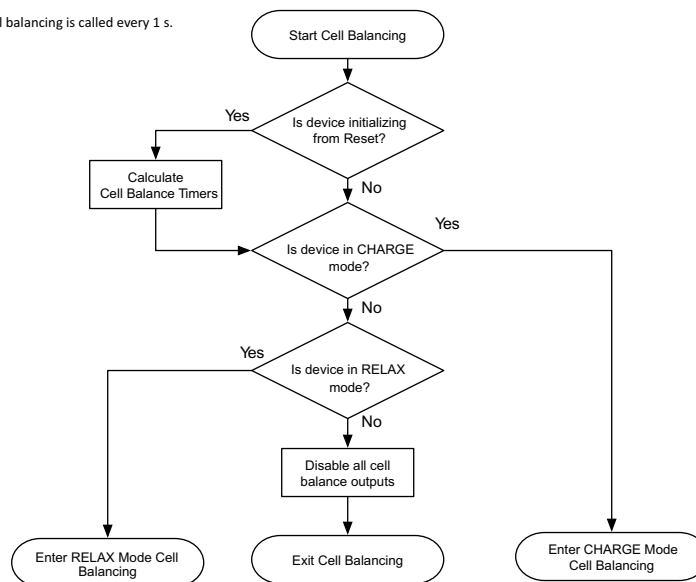 l balancing is called every 1 s.
Start Cell Balancing
Is device initializing
from Reset?
Yes
No
Calculate
Cell Balance Timers
Is device in CHARGE
mode?
Yes
No
Is device in RELAX
mode?
Yes
No
Disable all cell
balance outputs
Enter RELAX Mode Cell
Balancing
Exit Cell Balancing
Enter CHARGE Mode
Cell Balancing